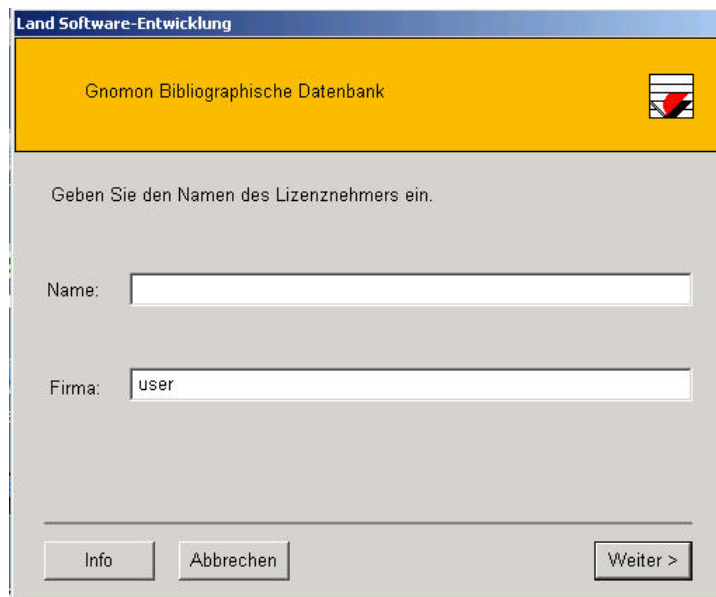 Land Software-Entwicklung
Gnomon Bibliographische Datenbank
Geben Sie den Namen des Lizenznehmers ein.
Name:
Firma: user
Info Abbrechen Weiter >